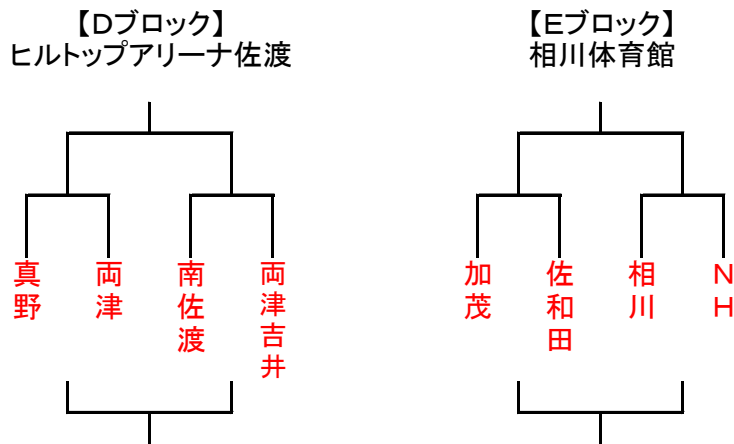 【Dブロック】
ヒルトップアリーナ佐渡
真野
両津
南佐渡
両津吉井
【Eブロック】
相川体育館
加茂
佐和田
相川
NH